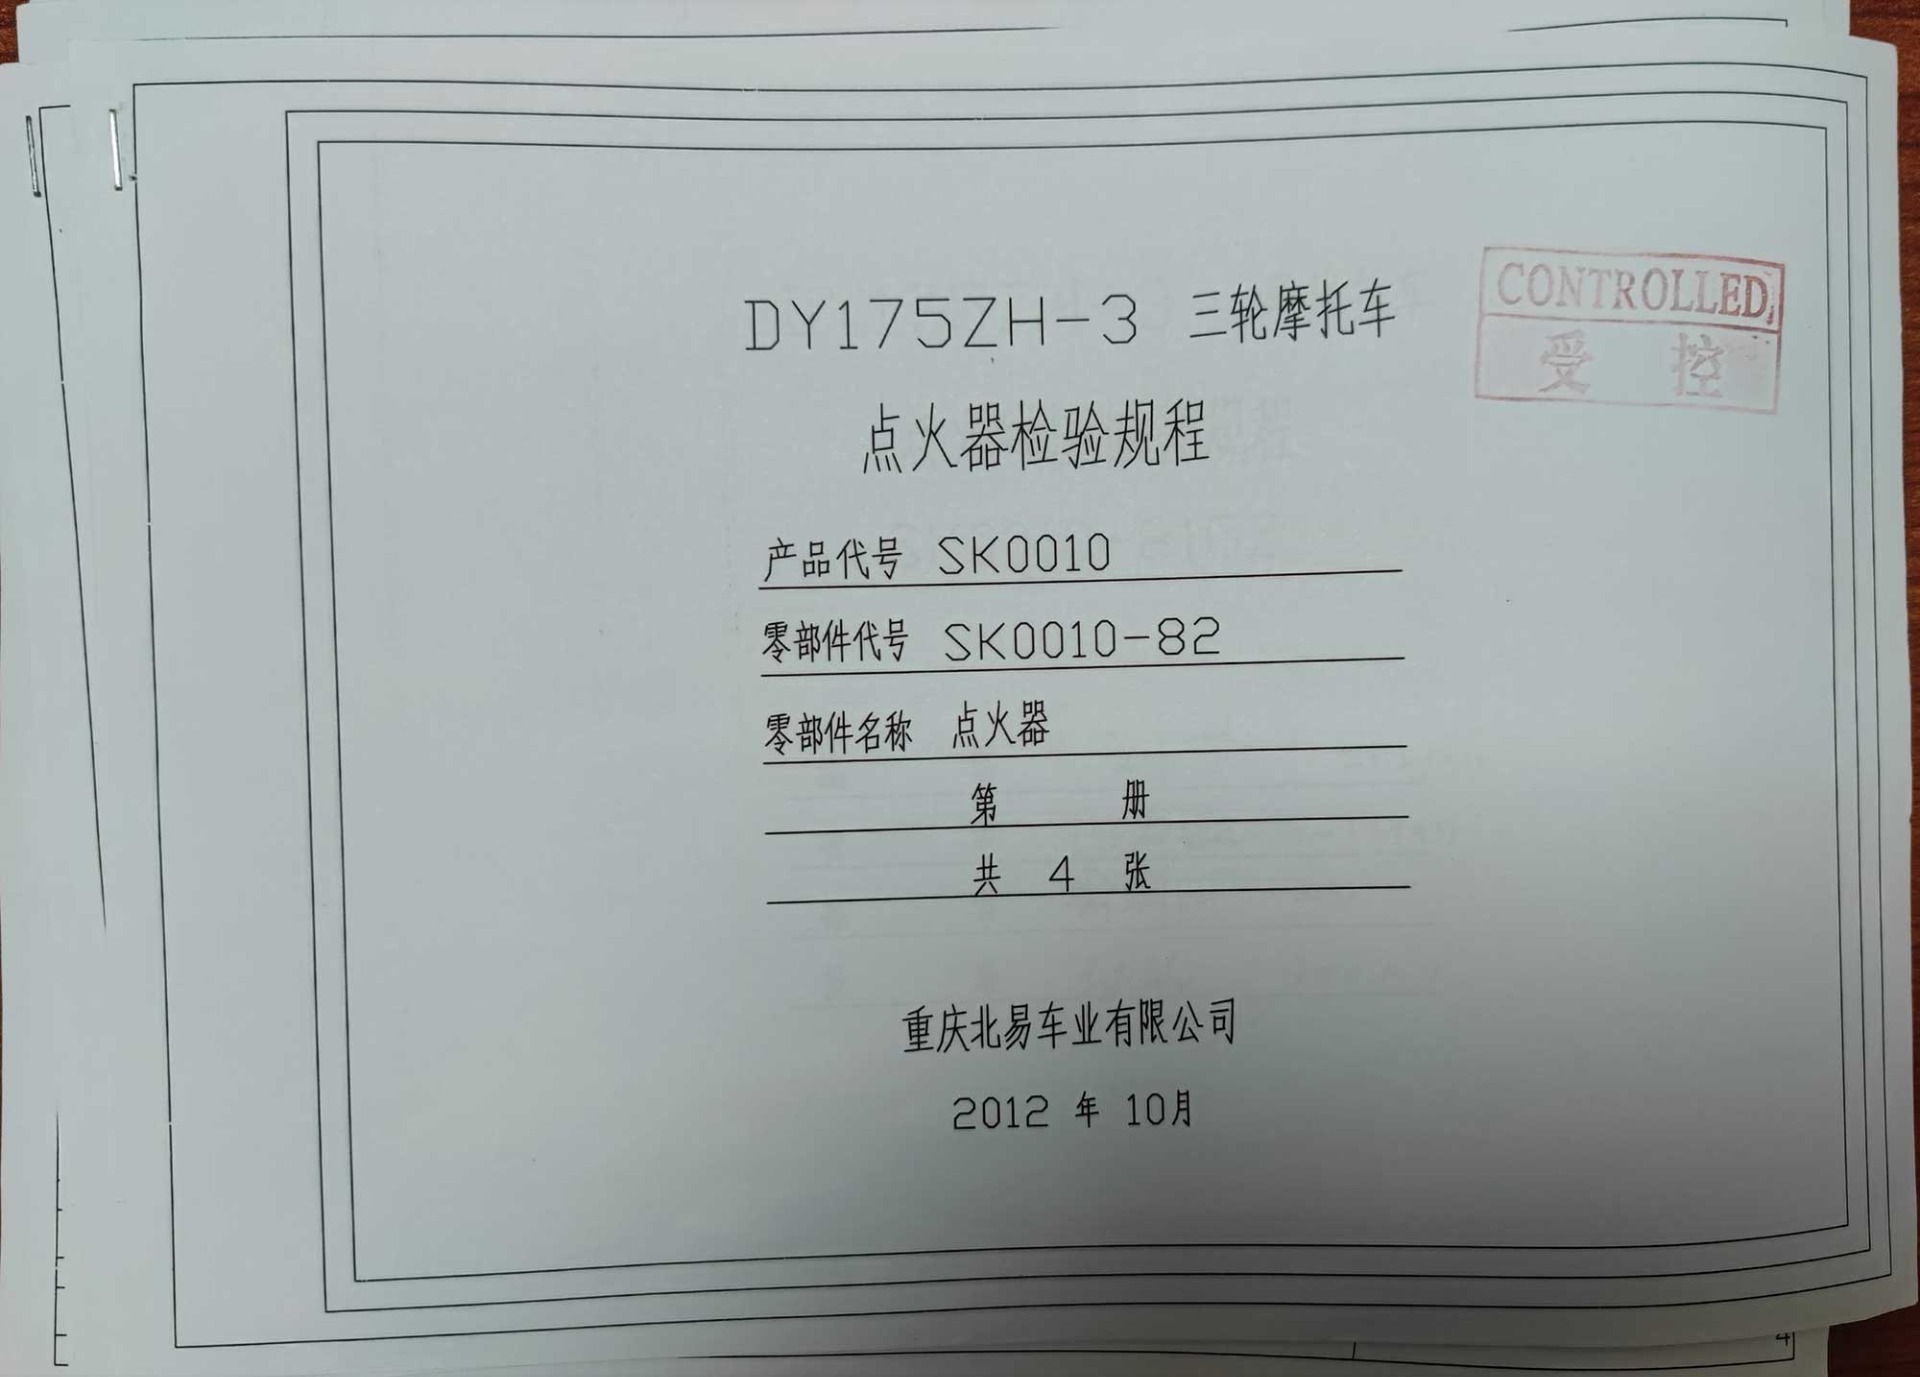 DY175ZH-3 三轮摩托车
CONTROLLED
受 控
点火器检验规程
产品代号 SK0010
零部件代号 SK0010-82
零部件名称 点火器
第 册
共 4 张
重庆北易车业有限公司
2012 年 10月
4